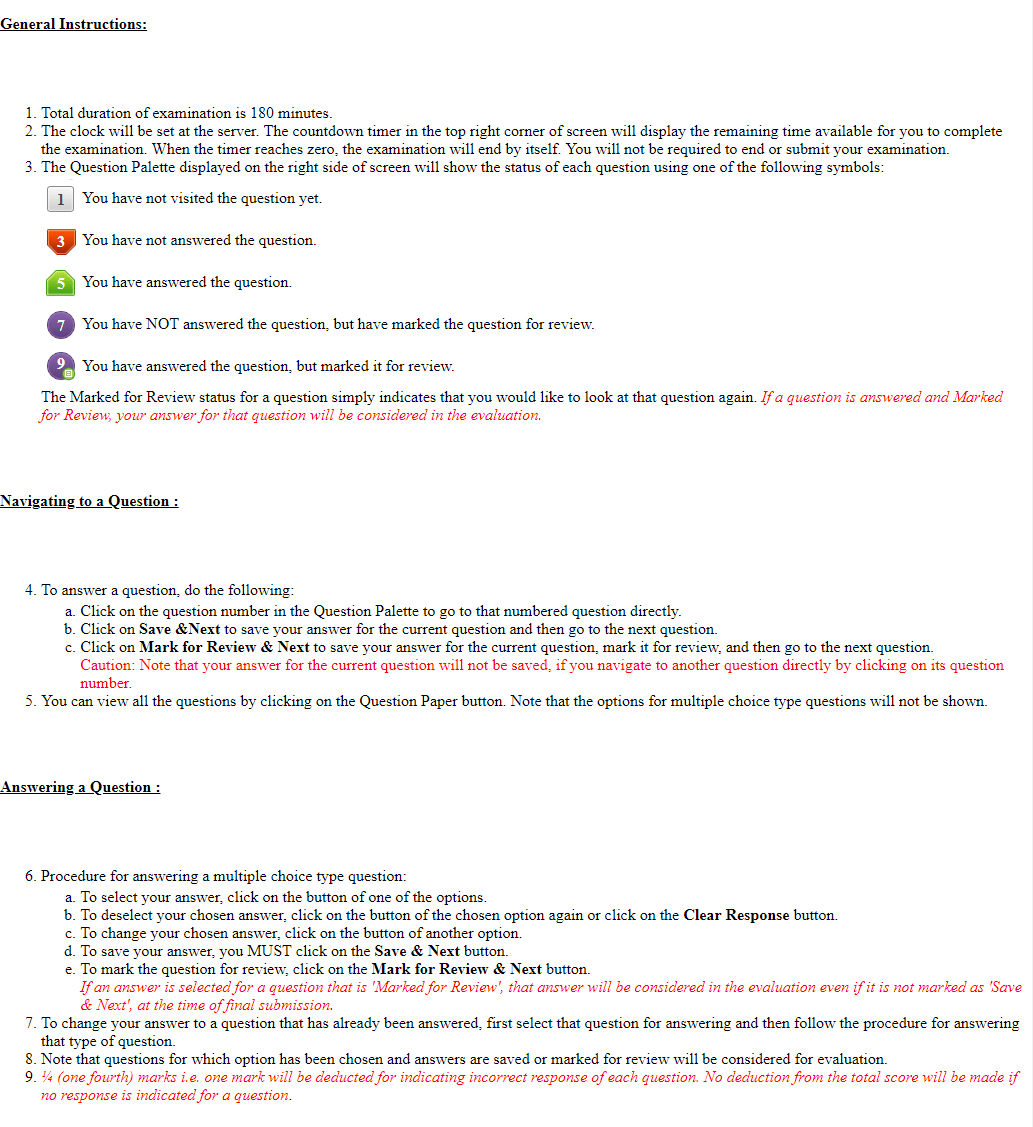 General Instructions:
1. Total duration of examination is 180 minutes.
2. The clock will be set at the server. The countdown timer in the top right corner of screen will display the remaining time available for you to complete
the examination. When the timer reaches zero, the examination will end by itself. You will not be required to end or submit your examination.
3. The Question Palette displayed on the right side of screen will show the status of each question using one of the following symbols:
1 You have not visited the question yet.
3 You have not answered the question.
5 You have answered the question.
7 You have NOT answered the question, but have marked the question for review.
9 You have answered the question, but marked it for review.
The Marked for Review status for a question simply indicates that you would like to look at that question again. If a question is answered and Marked
for Review, your answer for that question will be considered in the evaluation.
Navigating to a Question :
4. To answer a question, do the following:
a. Click on the question number in the Question Palette to go to that numbered question directly.
b. Click on Save &Next to save your answer for the current question and then go to the next question.
c. Click on Mark for Review & Next to save your answer for the current question, mark it for review, and then go to the next question.
Caution: Note that your answer for the current question will not be saved, if you navigate to another question directly by clicking on its question
number.
5. You can view all the questions by clicking on the Question Paper button. Note that the options for multiple choice type questions will not be shown.
Answering a Question :
6. Procedure for answering a multiple choice type question:
a. To select your answer, click on the button of one of the options.
b. To deselect your chosen answer, click on the button of the chosen option again or click on the Clear Response button.
c. To change your chosen answer, click on the button of another option.
d. To save your answer, you MUST click on the Save & Next button.
e. To mark the question for review, click on the Mark for Review & Next button.
If an answer is selected for a question that is 'Marked for Review', that answer will be considered in the evaluation even if it is not marked as 'Save
& Next', at the time of final submission.
7. To change your answer to a question that has already been answered, first select that question for answering and then follow the procedure for answering
that type of question.
8. Note that questions for which option has been chosen and answers are saved or marked for review will be considered for evaluation.
9. ¼ (one fourth) marks i.e. one mark will be deducted for indicating incorrect response of each question. No deduction from the total score will be made if
no response is indicated for a question.